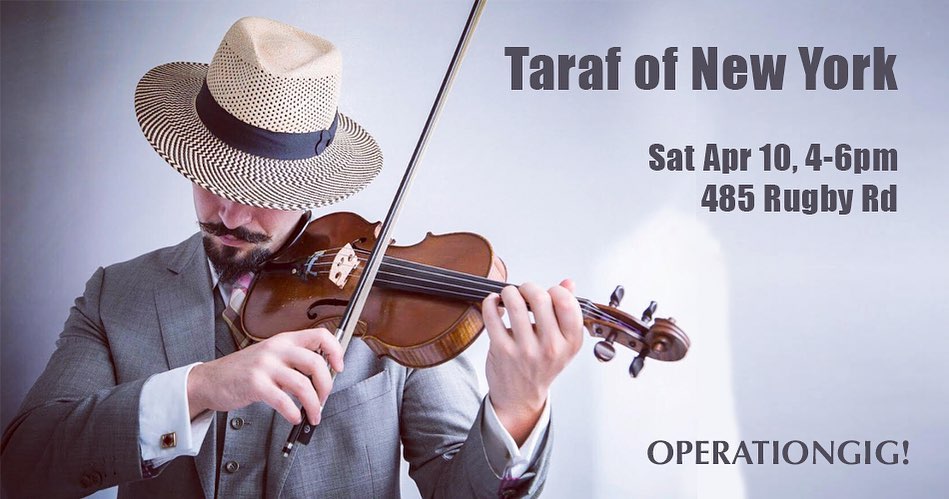 Taraf of New York
Sat Apr 10, 4-6pm
485 Rugby Rd
OPERATIONGIG!